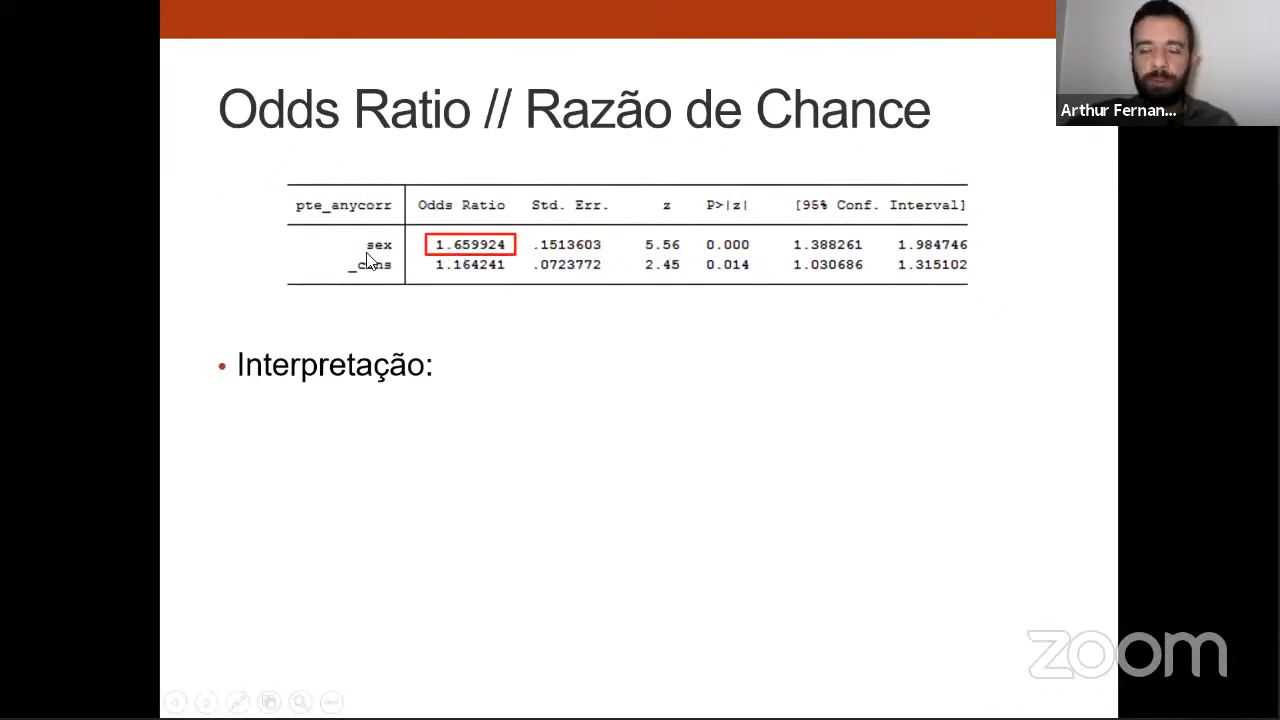 Odds Ratio // Razão de Chance
Arthur Fernan...
pte_anycorr Odds Ratio Std. Err. z P>|z| [95% Conf. Interval]
sex 1.659924 .1513603 5.56 0.000 1.388261 1.984746
_cons 1.164241 .0723772 2.45 0.014 1.030686 1.315102
• Interpretação:
zoom